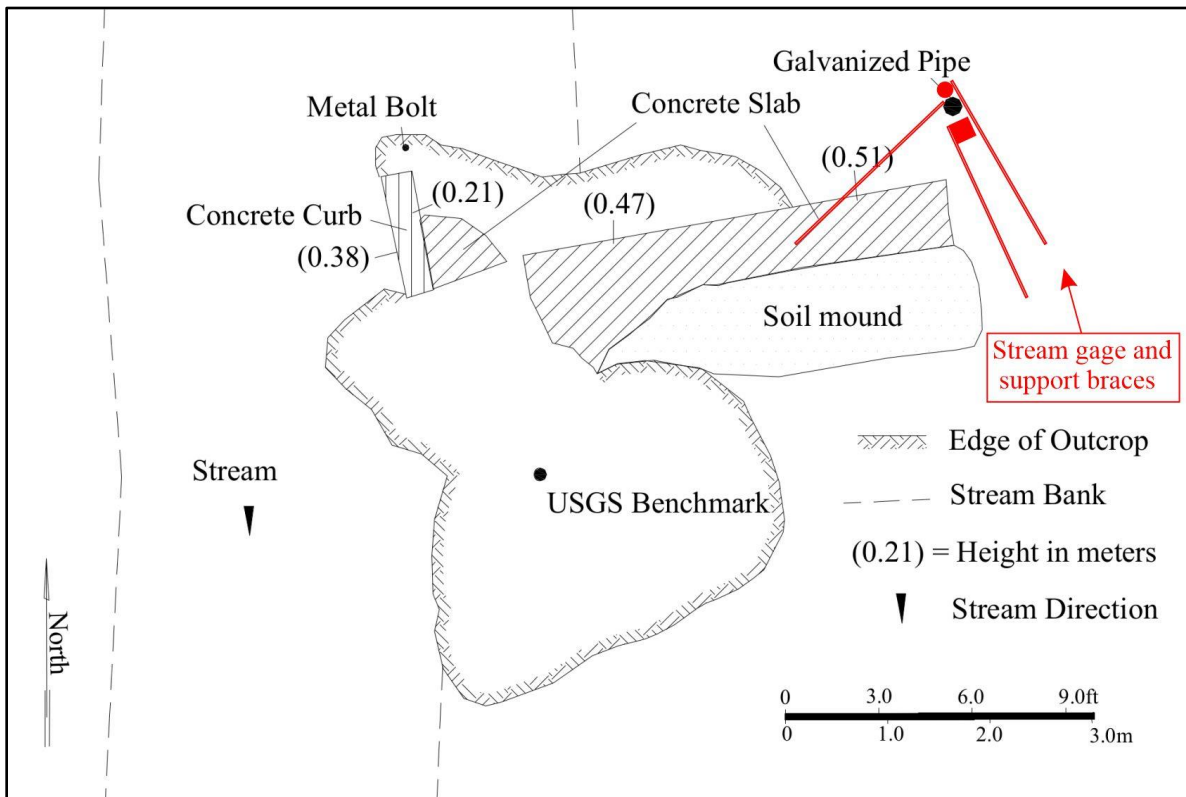 Galvanized Pipe
Metal Bolt
Concrete Slab
(0.51)
(0.21)
(0.47)
Concrete Curb
(0.38)
Soil mound
Stream gage and
support braces
Edge of Outcrop
Stream
USGS Benchmark
Stream Bank
(0.21) = Height in meters
Stream Direction
North
0 3.0 6.0 9.0ft
0 1.0 2.0 3.0m